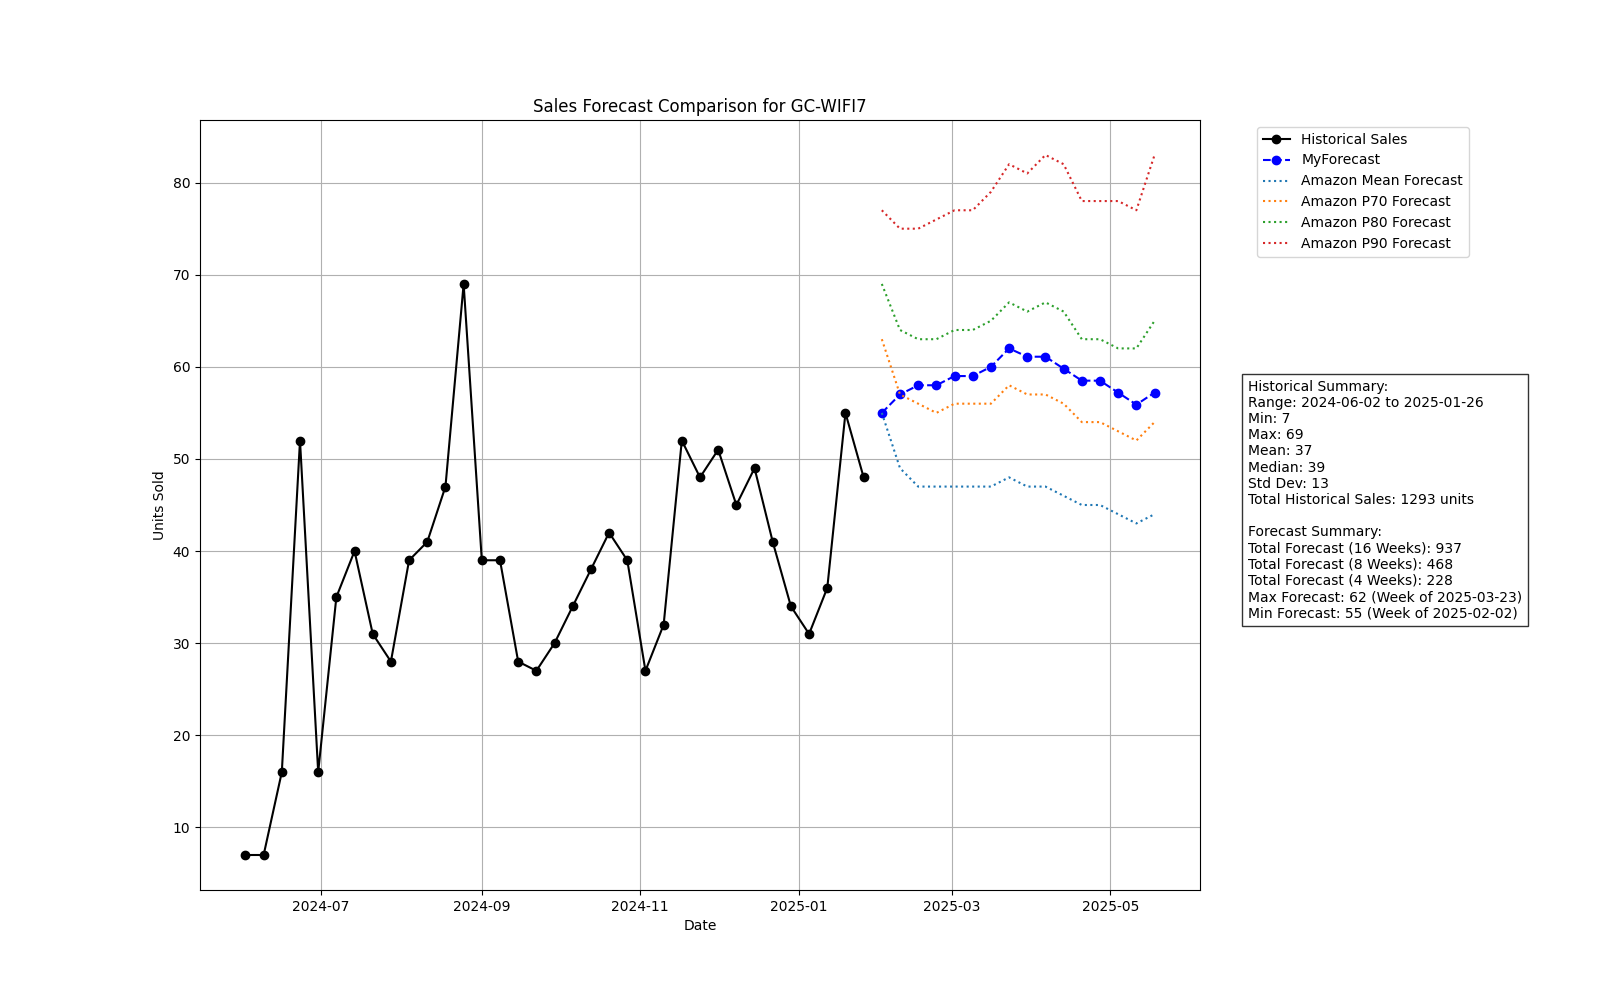 Sales Forecast Comparison for GC-WIFI7
Historical Sales
MyForecast
Amazon Mean Forecast
Amazon P70 Forecast
Amazon P80 Forecast
Amazon P90 Forecast
80
70
60
50
40
30
20
10
Units Sold
2024-07
2024-09
2024-11
2025-01
2025-03
2025-05
Date
Historical Summary:
Range: 2024-06-02 to 2025-01-26
Min: 7
Max: 69
Mean: 37
Median: 39
Std Dev: 13
Total Historical Sales: 1293 units
Forecast Summary:
Total Forecast (16 Weeks): 937
Total Forecast (8 Weeks): 468
Total Forecast (4 Weeks): 228
Max Forecast: 62 (Week of 2025-03-23)
Min Forecast: 55 (Week of 2025-02-02)